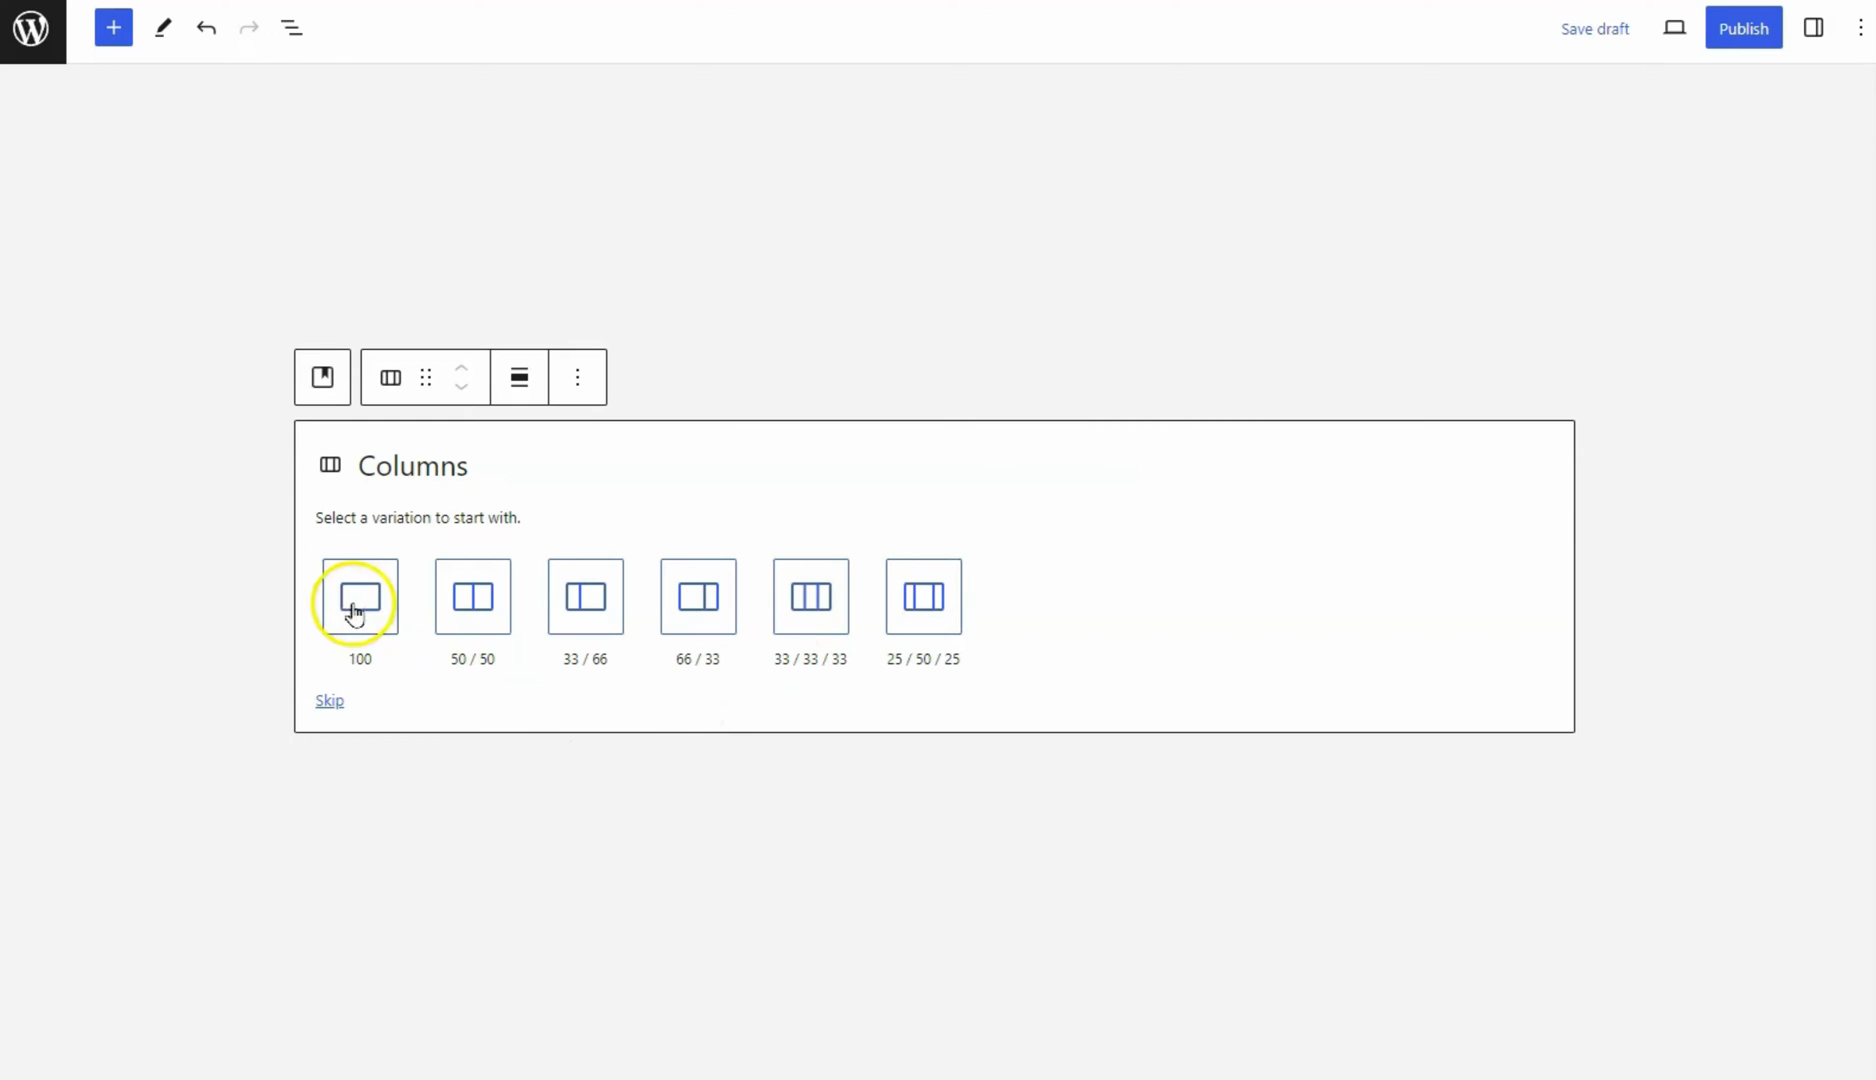 Save draft
Publish
Columns
Select a variation to start with.
100
50 / 50
33 / 66
66 / 33
33 / 33 / 33
25 / 50 / 25
Skip